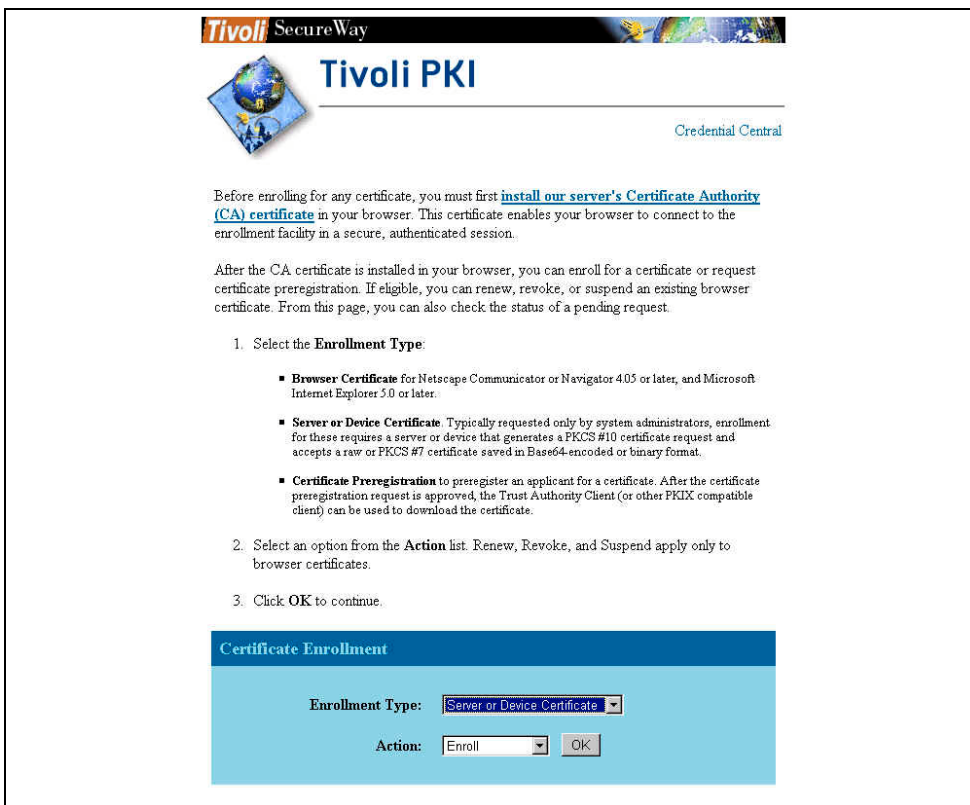 Tivoli SecureWay
Tivoli PKI
Credential Central
Before enrolling for any certificate, you must first install our server's Certificate Authority
(CA) certificate in your browser. This certificate enables your browser to connect to the
enrollment facility in a secure, authenticated session.
After the CA certificate is installed in your browser, you can enroll for a certificate or request
certificate preregistration. If eligible, you can renew, revoke, or suspend an existing browser
certificate. From this page, you can also check the status of a pending request.
1. Select the Enrollment Type:
■ Browser Certificate for Netscape Communicator or Navigator 4.05 or later, and Microsoft
Internet Explorer 5.0 or later.
■ Server or Device Certificate. Typically requested only by system administrators, enrollment
for these requires a server or device that generates a PKCS #10 certificate request and
accepts a raw or PKCS #7 certificate saved in Base64-encoded or binary format.
■ Certificate Preregistration to preregister an applicant for a certificate. After the certificate
preregistration request is approved, the Trust Authority Client (or other PKIX compatible
client) can be used to download the certificate.
2. Select an option from the Action list. Renew, Revoke, and Suspend apply only to
browser certificates.
3. Click OK to continue.
Certificate Enrollment
Enrollment Type: Server or Device Certificate
Action: Enroll OK